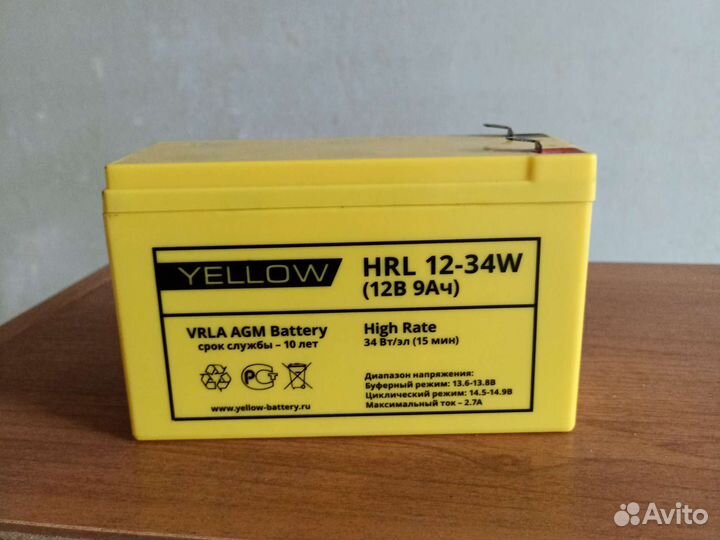 YELLOW
HRL 12-34W
(12В 9Ач)
VRLA AGM Battery
срок службы – 10 лет
High Rate
34 Вт/эл (15 мин)
РСТ
www.yellow-battery.ru
Диапазон напряжения:
Буферный режим: 13.6-13.8В
Циклический режим: 14.5-14.9В
Максимальный ток – 2.7А
Avito